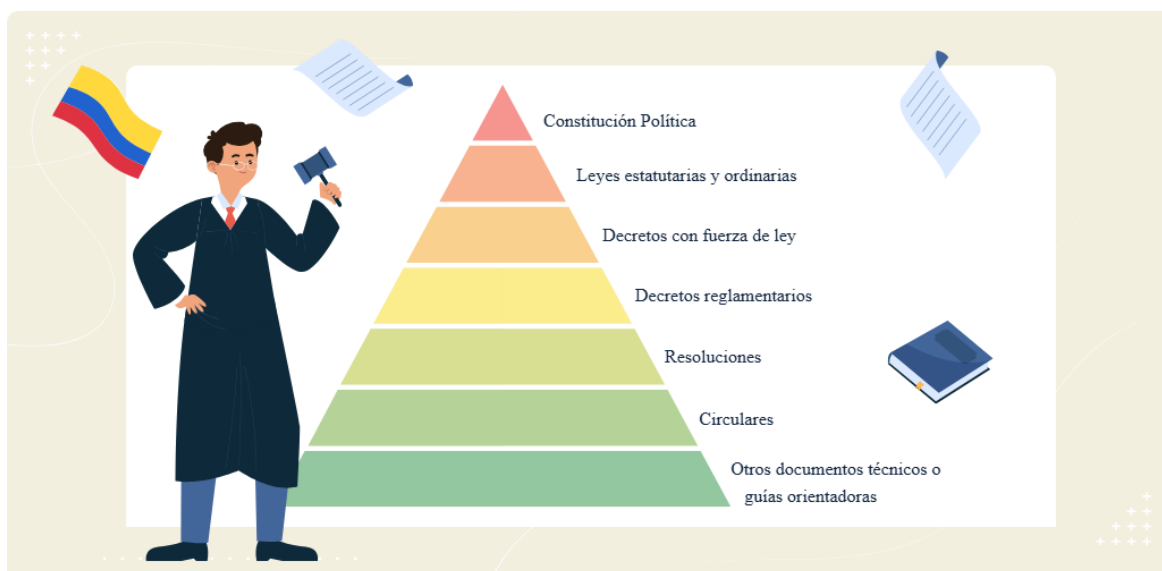 Constitución Política
Leyes estatutarias y ordinarias
Decretos con fuerza de ley
Decretos reglamentarios
Resoluciones
Circulares
Otros documentos técnicos o
guías orientadoras